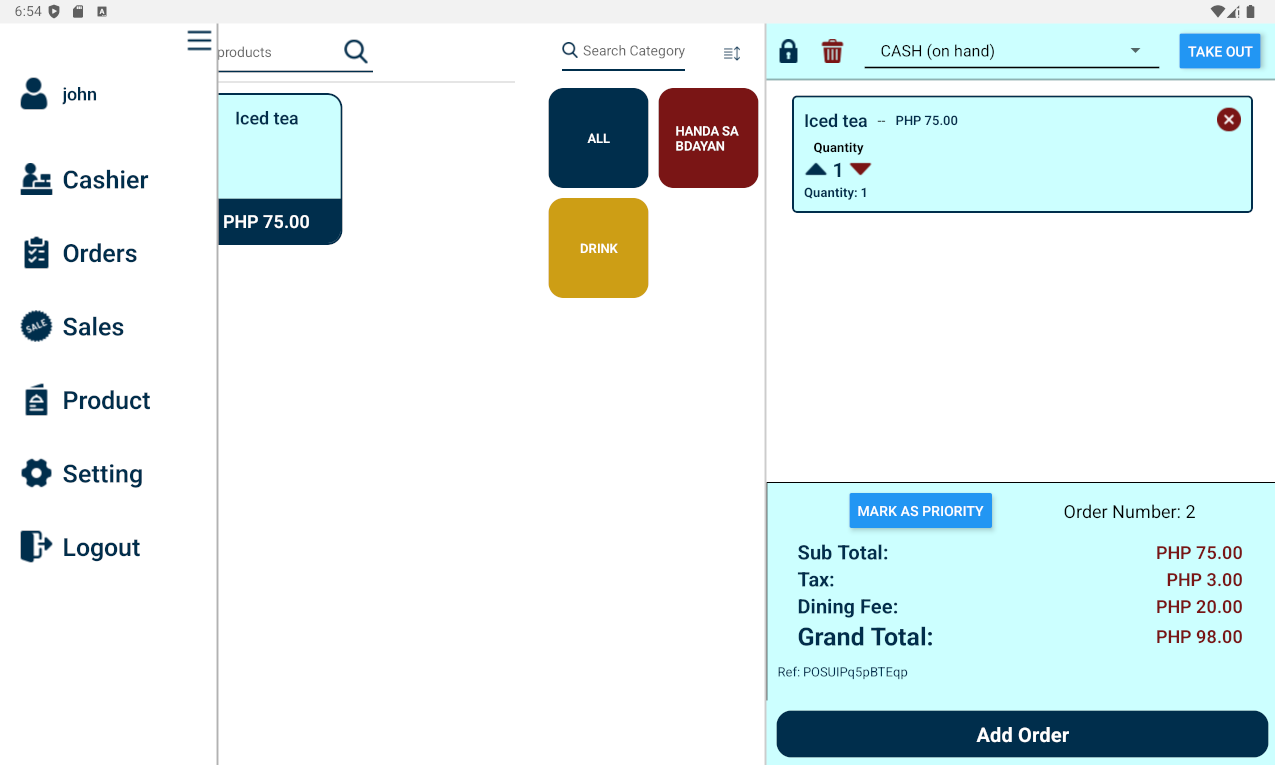 6:54
john
Cashier
Orders
Sales
SALE
Product
Setting
Logout
products
Iced tea
PHP 75.00
Search Category
ALL
HANDA SA
BDAYAN
DRINK
CASH (on hand)
TAKE OUT
Iced tea -- PHP 75.00
Quantity
1
Quantity: 1
MARK AS PRIORITY
Order Number: 2
Sub Total: PHP 75.00
Tax: PHP 3.00
Dining Fee: PHP 20.00
Grand Total: PHP 98.00
Ref: POSUIPq5pBTEqp
Add Order